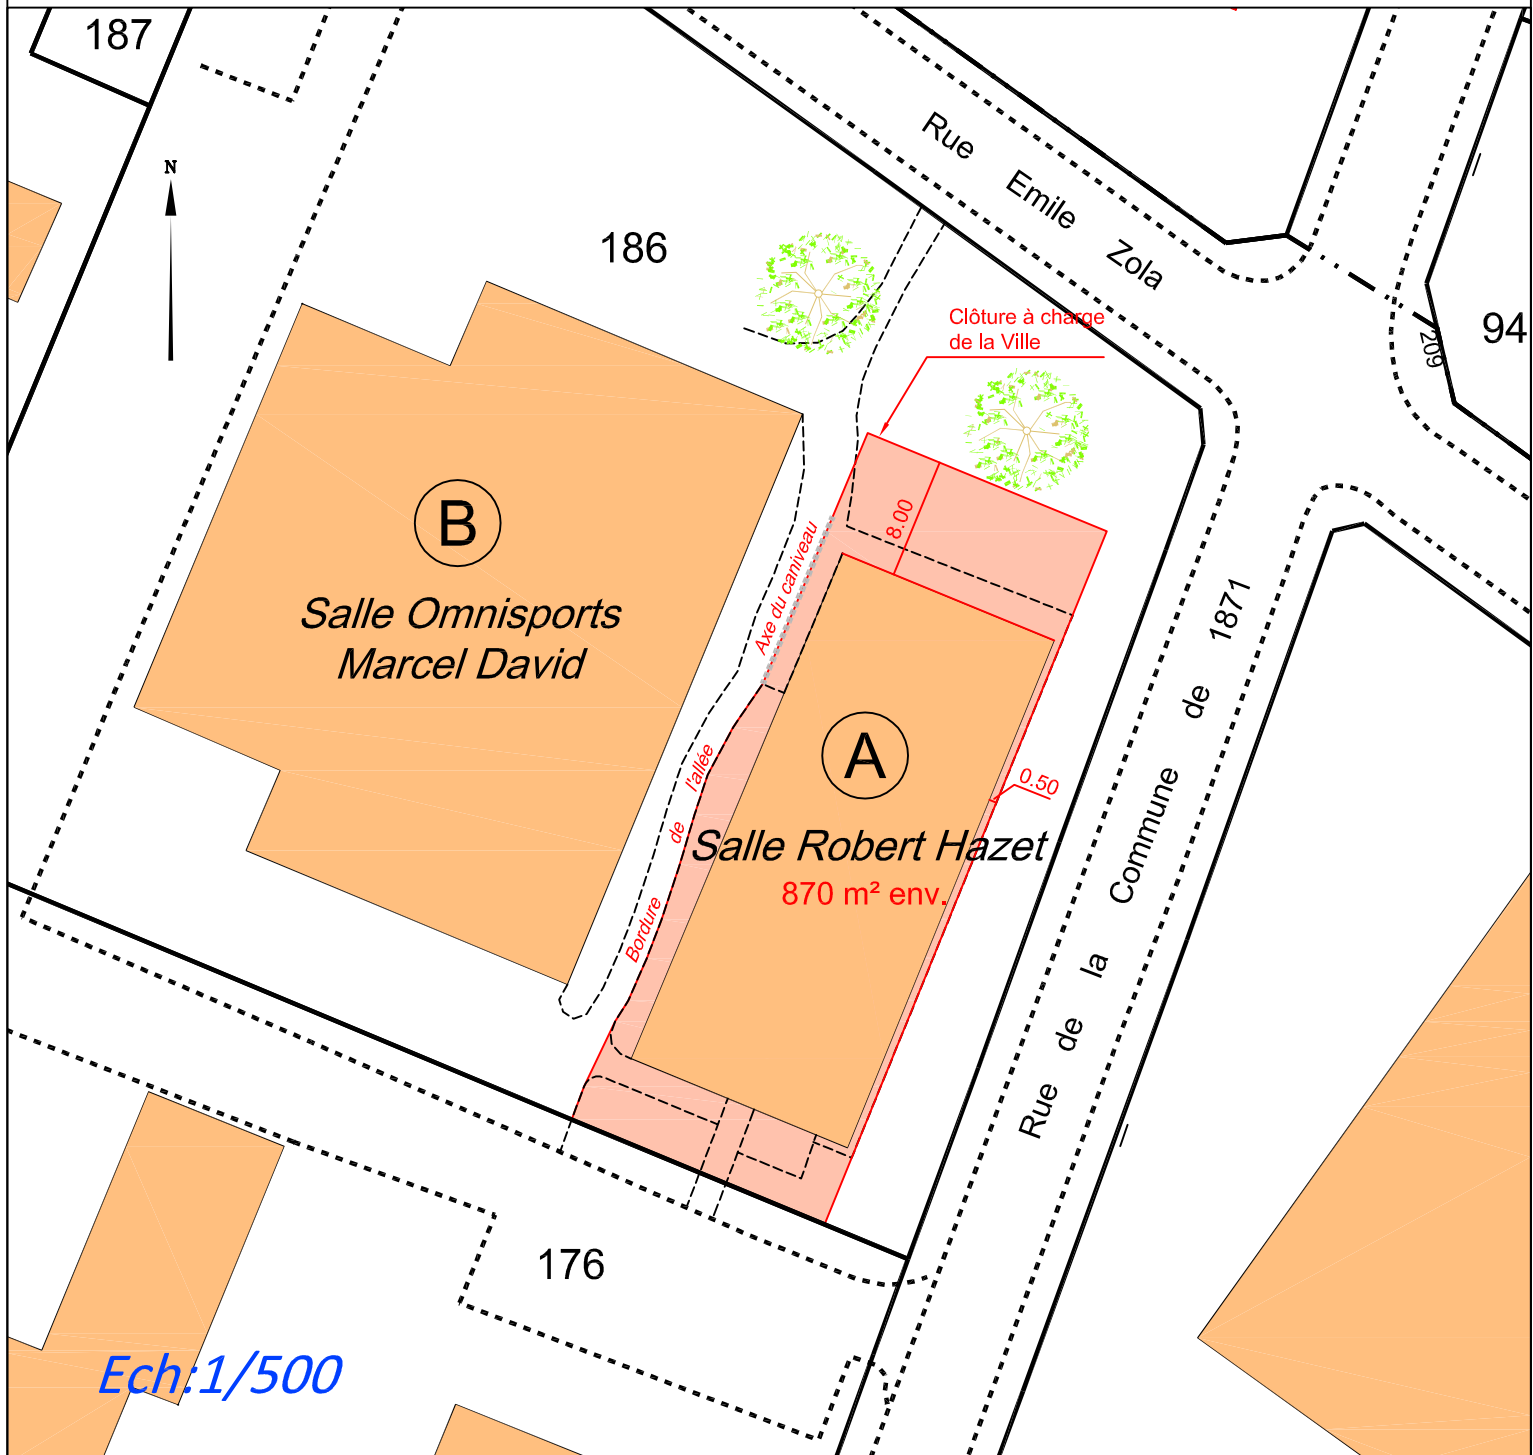 187
N
186
Rue Emile Zola
Clôture à charge
de la Ville
94
209
8.00
B
Salle Omnisports
Marcel David
Axe du caniveau
Rue de la Commune de 1871
A
0.50
Bordure de l'allée
Salle Robert Hazet
870 m² env.
176
Ech:1/500